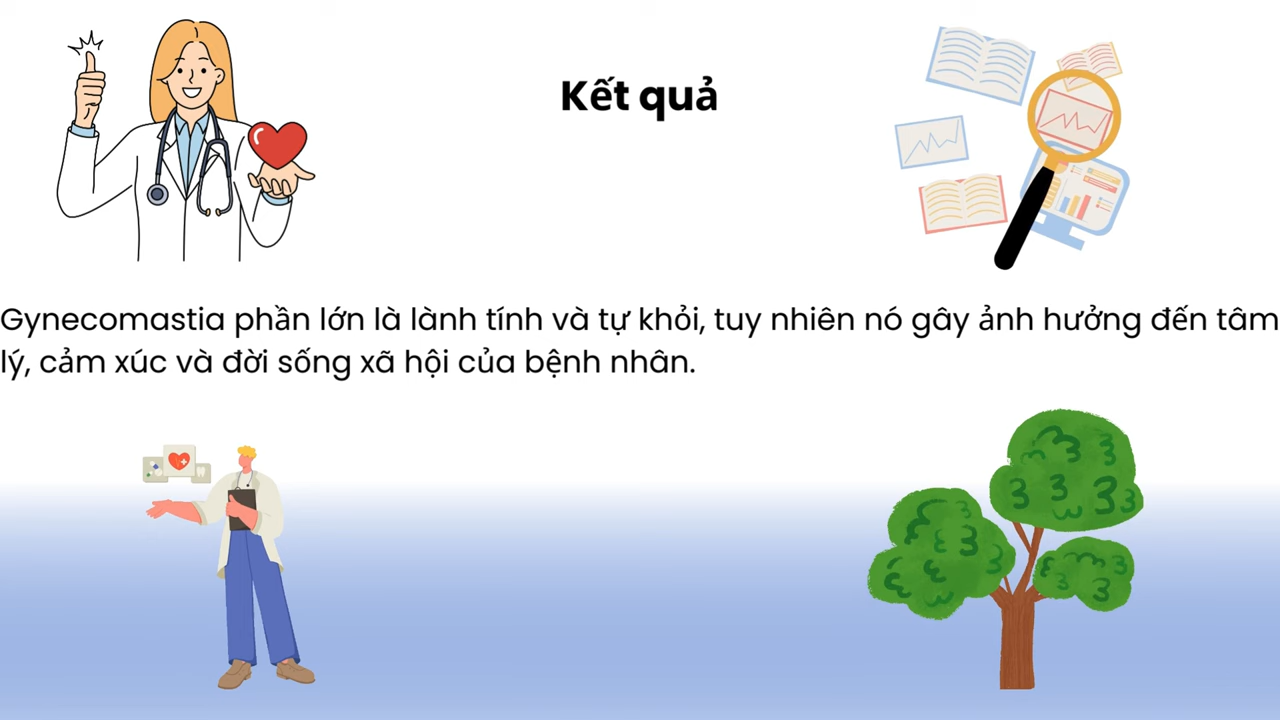 Kết quả
Gynecomastia phần lớn là lành tính và tự khỏi, tuy nhiên nó gây ảnh hưởng đến tâm
lý, cảm xúc và đời sống xã hội của bệnh nhân.